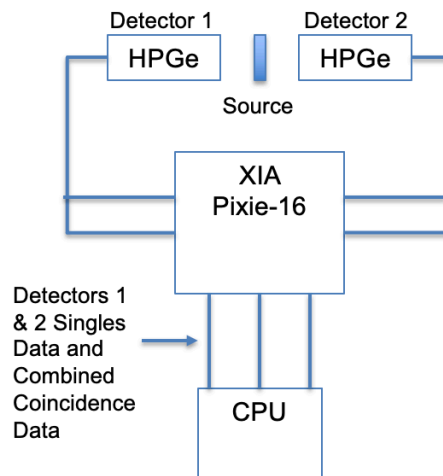 Detector 1
Detector 2
HPGe
HPGe
Source
XIA
Pixie-16
Detectors 1
& 2 Singles
Data and
Combined
Coincidence
Data
CPU